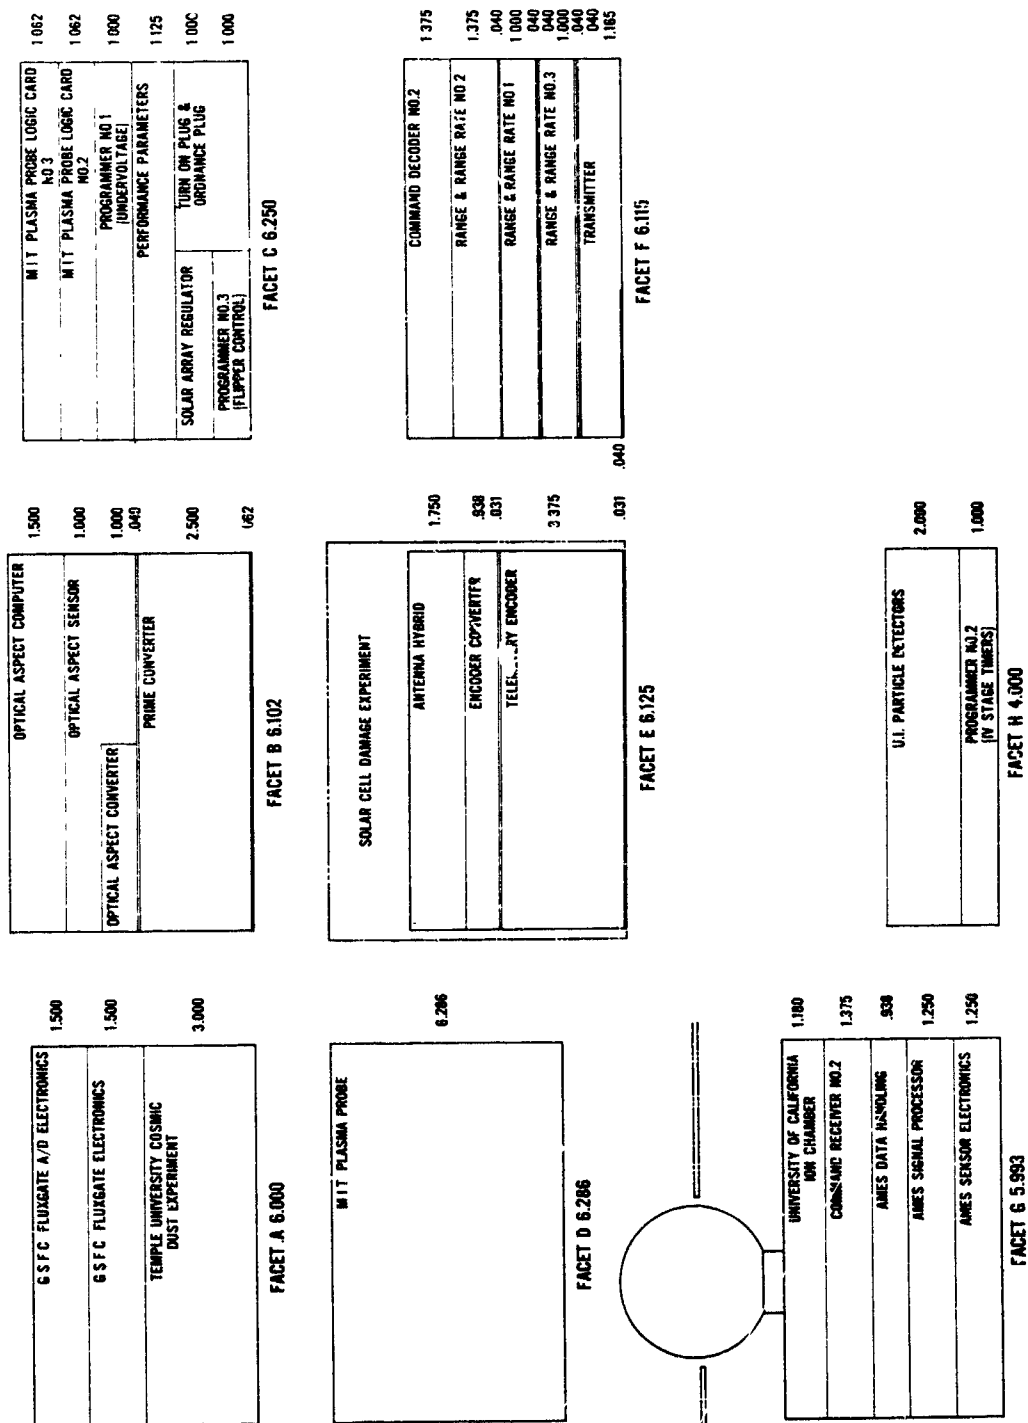 GSFC FLUXGATE A/D ELECTRONICS
1.500
GSFC FLUXGATE ELECTRONICS
1.500
TEMPLE UNIVERSITY COSMIC
DUST EXPERIMENT
3.000
FACET A 6.000
OPTICAL ASPECT COMPUTER
1.500
OPTICAL ASPECT SENSOR
1.000
OPTICAL ASPECT CONVERTER
1.000
.040
PRIME CONVERTER
2.500
.062
FACET B 6.102
MIT PLASMA PROBE LOGIC CARD
NO 3
1 062
MIT PLASMA PROBE LOGIC CARD
NO.2
1 062
PROGRAMMER NO 1
(UNDERVOLTAGE)
1 000
PERFORMANCE PARAMETERS
1 125
SOLAR ARRAY REGULATOR
TURN ON PLUG &
ORDNANCE PLUG
1 000
PROGRAMMER NO.3
(FLIPPER CONTROL)
1 000
FACET C 6.250
MIT PLASMA PROBE
6.286
FACET D 6.286
SOLAR CELL DAMAGE EXPERIMENT
ANTENNA HYBRID
1.750
ENCODER CONVERTER
.938
.031
ENCODER
3 375
.031
FACET E 6.125
COMMAND DECODER NO.2
1 375
RANGE & RANGE RATE NO 2
1.375
.040
RANGE & RANGE RATE NO 1
1 000
.040
.040
RANGE & RANGE RATE NO.3
1.000
.040
.040
TRANSMITTER
1.165
.040
FACET F 6.115
UNIVERSITY OF CALIFORNIA
ION CHAMBER
1.180
COMMAND RECEIVER NO.2
1.375
AMES DATA HANDLING
.938
AMES SIGNAL PROCESSOR
1.250
AMES SENSOR ELECTRONICS
1.250
FACET G 5.993
U.I. PARTICLE DETECTORS
2.090
PROGRAMMER NO.2
(IV STAGE TIMERS)
1.000
FACET H 4.000